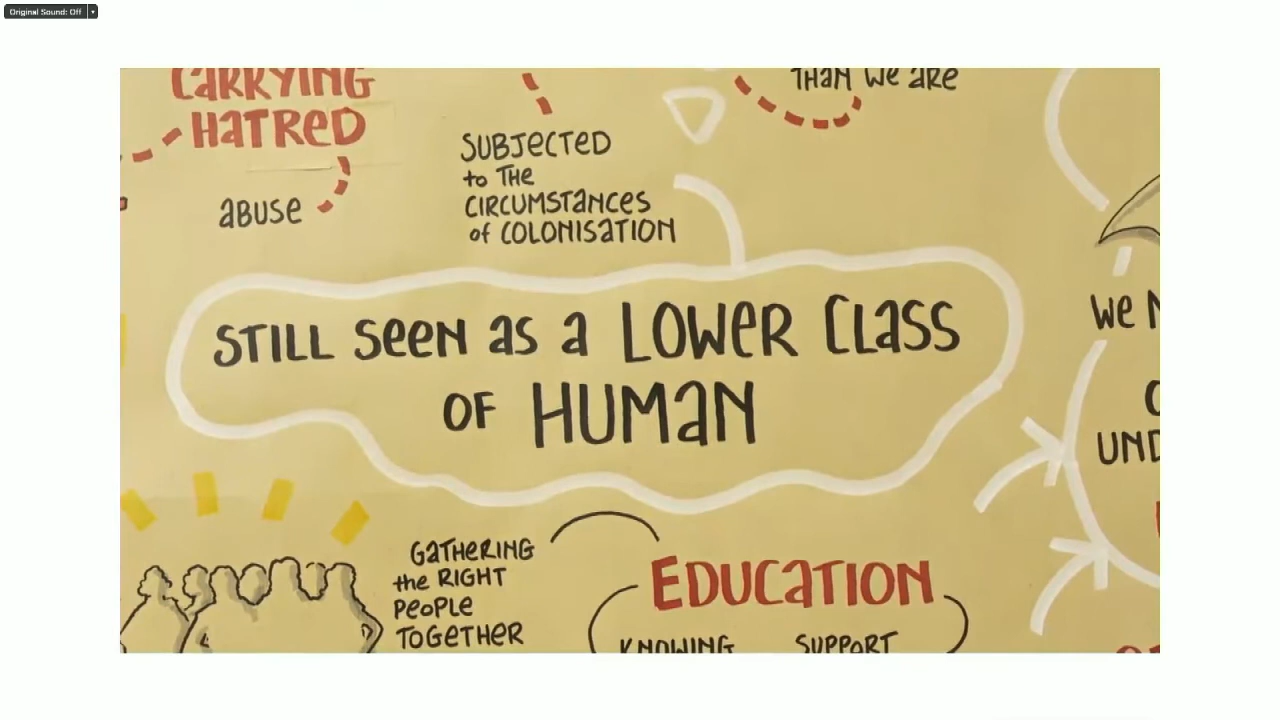 Original Sound: Off
CARRYING
HATRED
ABUSE
SUBJECTED
to THE
CIRCUMSTANCES
of COLONISATION
THAN WE ARE
STILL SEEN AS A LOWER CLASS
OF HUMAN
WE
GATHERING
the RIGHT
PEOPLE
TOGETHER
EDUCATION
KNOWING
SUPPORT